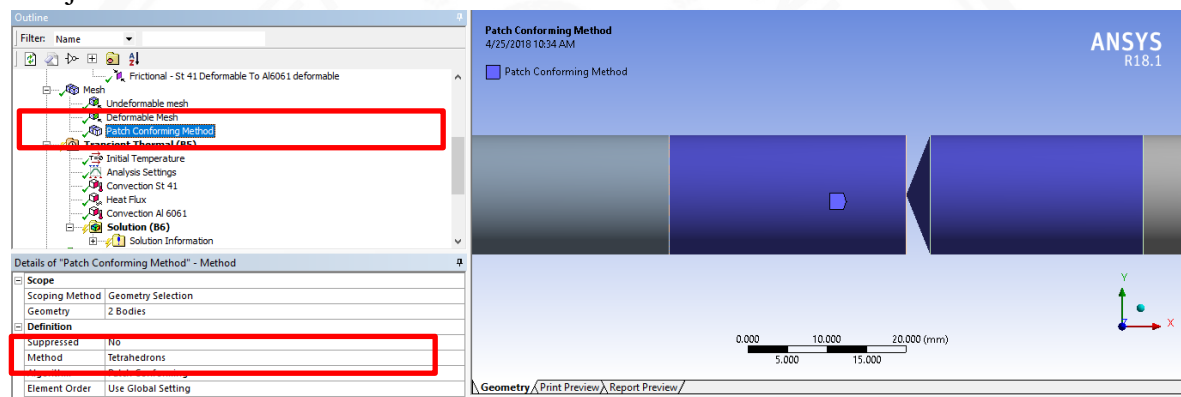 Outline
Filter: Name
Frictional - St 41 Deformable To Al6061 deformable
Mesh
Undeformable mesh
Deformable Mesh
Patch Conforming Method
Transient Thermal (B5)
Initial Temperature
Analysis Settings
Convection St 41
Heat Flux
Convection Al 6061
Solution (B6)
Solution Information
Details of "Patch Conforming Method" - Method
Scope
Scoping Method Geometry Selection
Geometry 2 Bodies
Definition
Suppressed No
Method Tetrahedrons
Algorithm Patch Conforming
Element Order Use Global Setting
Patch Conforming Method
4/25/2018 10:34 AM
Patch Conforming Method
ANSYS
R18.1
Y
Z
X
0.000 10.000 20.000 (mm)
5.000 15.000
Geometry Print Preview Report Preview